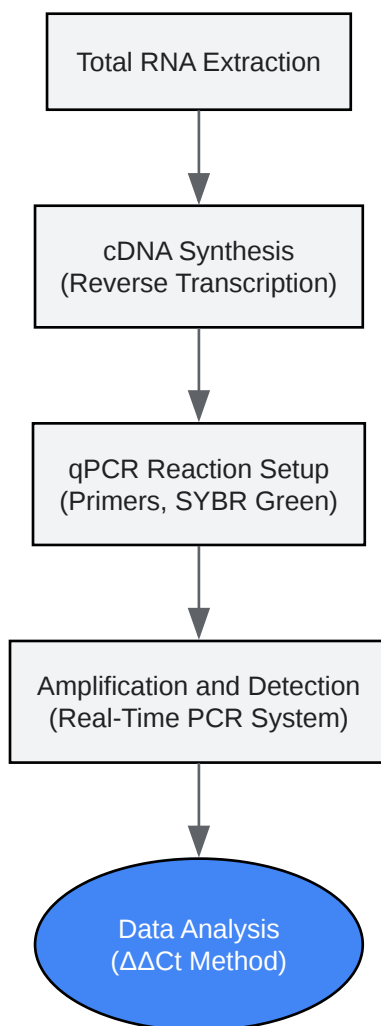 Total RNA Extraction
cDNA Synthesis
(Reverse Transcription)
qPCR Reaction Setup
(Primers, SYBR Green)
Amplification and Detection
(Real-Time PCR System)
Data Analysis
(ΔΔCt Method)